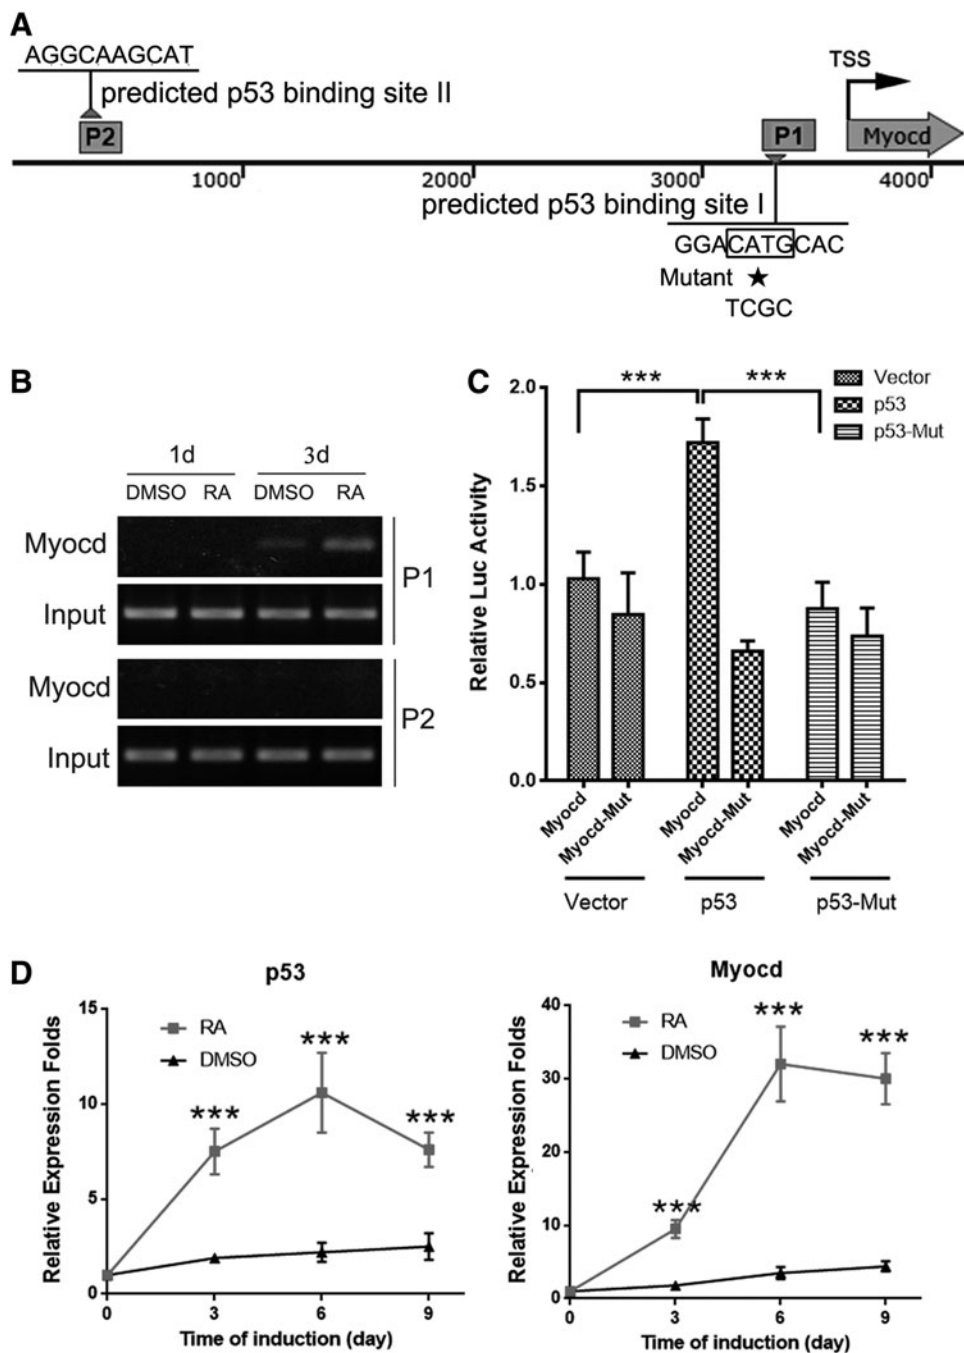 A
AGGCAAGCAT
predicted p53 binding site II
P2
TSS
P1
Myocd
1000
2000
3000
4000
predicted p53 binding site I
GGACATGCAC
Mutant ★
TCGC
B
1d 3d
DMSO RA DMSO RA
Myocd
Input
P1
Myocd
Input
P2
C
Relative Luc Activity
2.0
1.5
1.0
0.5
0.0
*** ***
Vector
p53
p53-Mut
Myocd Myocd-Mut Myocd Myocd-Mut Myocd Myocd-Mut
Vector p53 p53-Mut
D
p53
Relative Expression Folds
15
10
5
0
RA
DMSO
*** *** ***
0 3 6 9
Time of induction (day)
Myocd
Relative Expression Folds
40
30
20
10
0
RA
DMSO
*** *** ***
0 3 6 9
Time of induction (day)